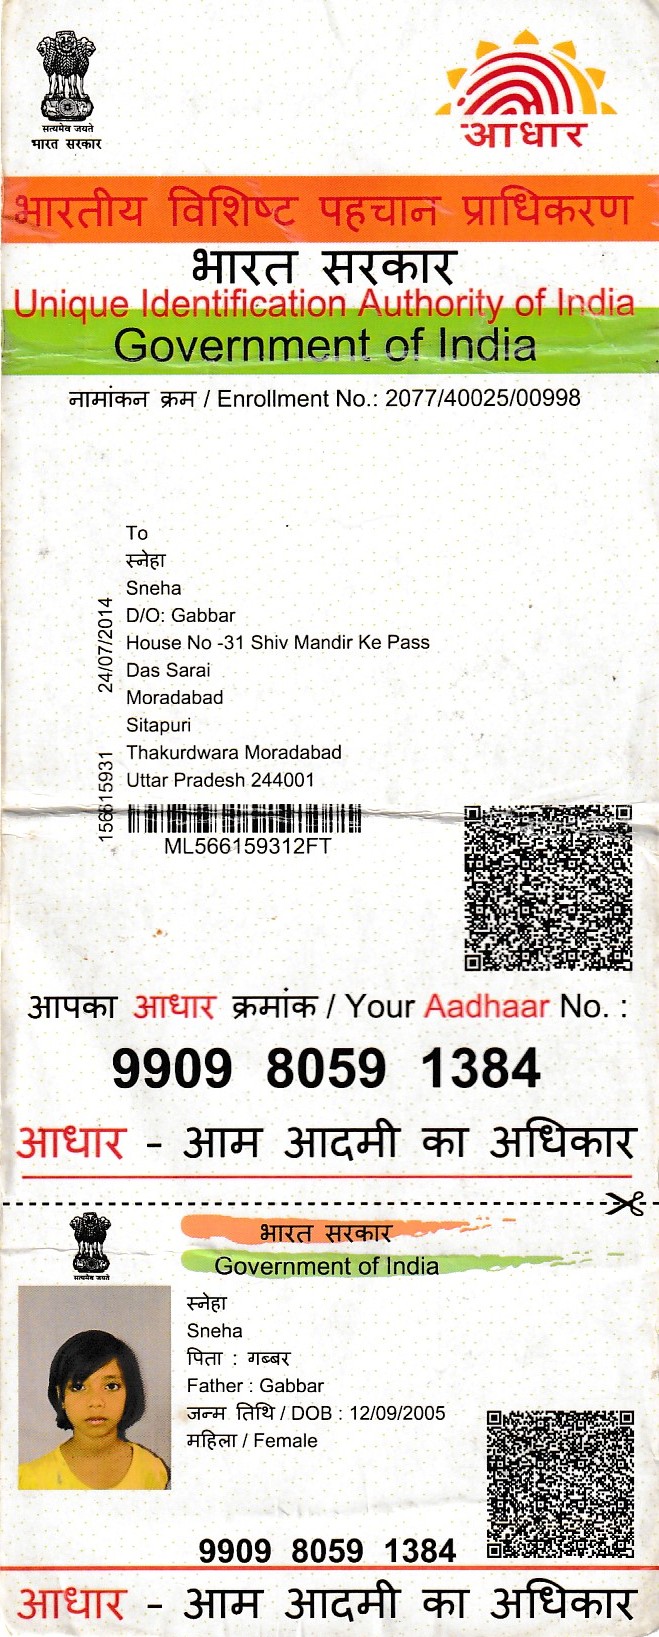 सत्यमेव जयते
भारत सरकार
आधार
भारतीय विशिष्ट पहचान प्राधिकरण
भारत सरकार
Unique Identification Authority of India
Government of India
नामांकन क्रम / Enrollment No.: 2077/40025/00998
To
स्नेहा
Sneha
D/O: Gabbar
House No -31 Shiv Mandir Ke Pass
Das Sarai
Moradabad
Sitapuri
Thakurdwara Moradabad
Uttar Pradesh 244001
24/07/2014
156615931
ML566159312FT
आपका आधार क्रमांक / Your Aadhaar No. :
9909 8059 1384
आधार - आम आदमी का अधिकार
सत्यमेव जयते
भारत सरकार
Government of India
स्नेहा
Sneha
पिता : गब्बर
Father : Gabbar
जन्म तिथि / DOB : 12/09/2005
महिला / Female
9909 8059 1384
आधार - आम आदमी का अधिकार